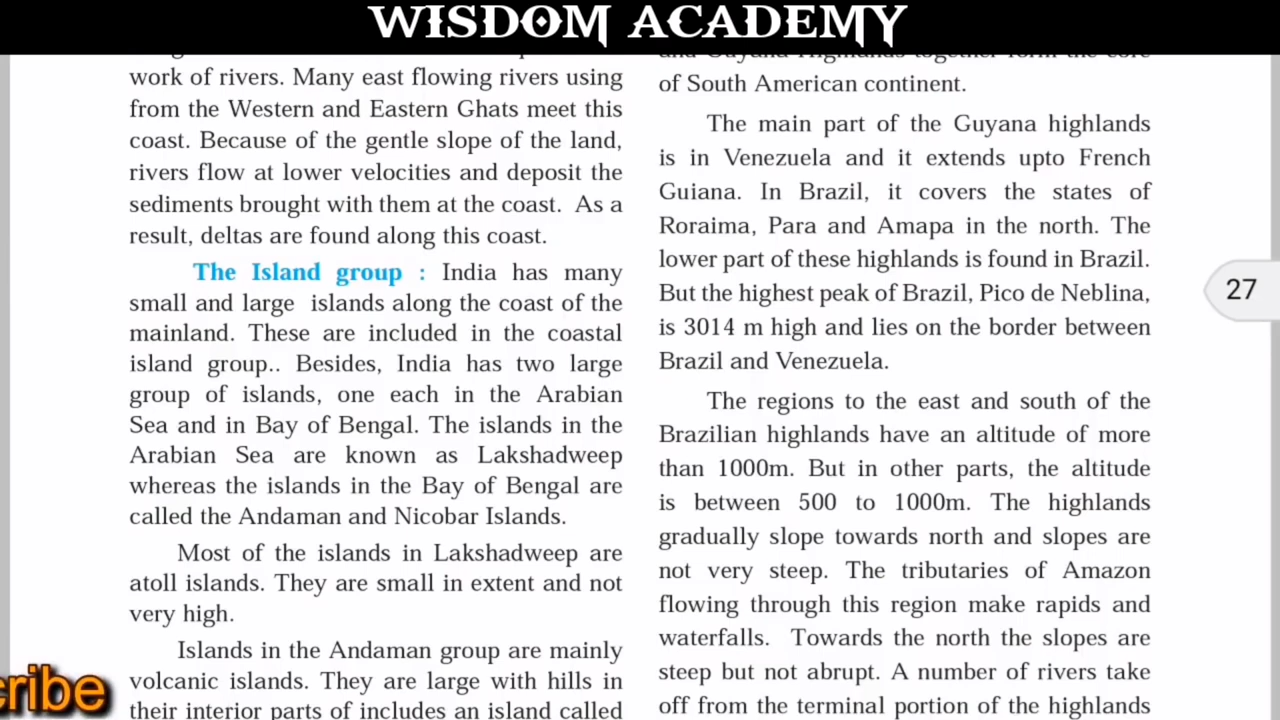 WISDOM ACADEMY
work of rivers. Many east flowing rivers using
from the Western and Eastern Ghats meet this
coast. Because of the gentle slope of the land,
rivers flow at lower velocities and deposit the
sediments brought with them at the coast. As a
result, deltas are found along this coast.
The Island group : India has many
small and large islands along the coast of the
mainland. These are included in the coastal
island group.. Besides, India has two large
group of islands, one each in the Arabian
Sea and in Bay of Bengal. The islands in the
Arabian Sea are known as Lakshadweep
whereas the islands in the Bay of Bengal are
called the Andaman and Nicobar Islands.
Most of the islands in Lakshadweep are
atoll islands. They are small in extent and not
very high.
Islands in the Andaman group are mainly
volcanic islands. They are large with hills in
their interior parts of includes an island called
and Guyana Highlands together form the core
of South American continent.
The main part of the Guyana highlands
is in Venezuela and it extends upto French
Guiana. In Brazil, it covers the states of
Roraima, Para and Amapa in the north. The
lower part of these highlands is found in Brazil.
But the highest peak of Brazil, Pico de Neblina,
is 3014 m high and lies on the border between
Brazil and Venezuela.
The regions to the east and south of the
Brazilian highlands have an altitude of more
than 1000m. But in other parts, the altitude
is between 500 to 1000m. The highlands
gradually slope towards north and slopes are
not very steep. The tributaries of Amazon
flowing through this region make rapids and
waterfalls. Towards the north the slopes are
steep but not abrupt. A number of rivers take
off from the terminal portion of the highlands
27
cribe